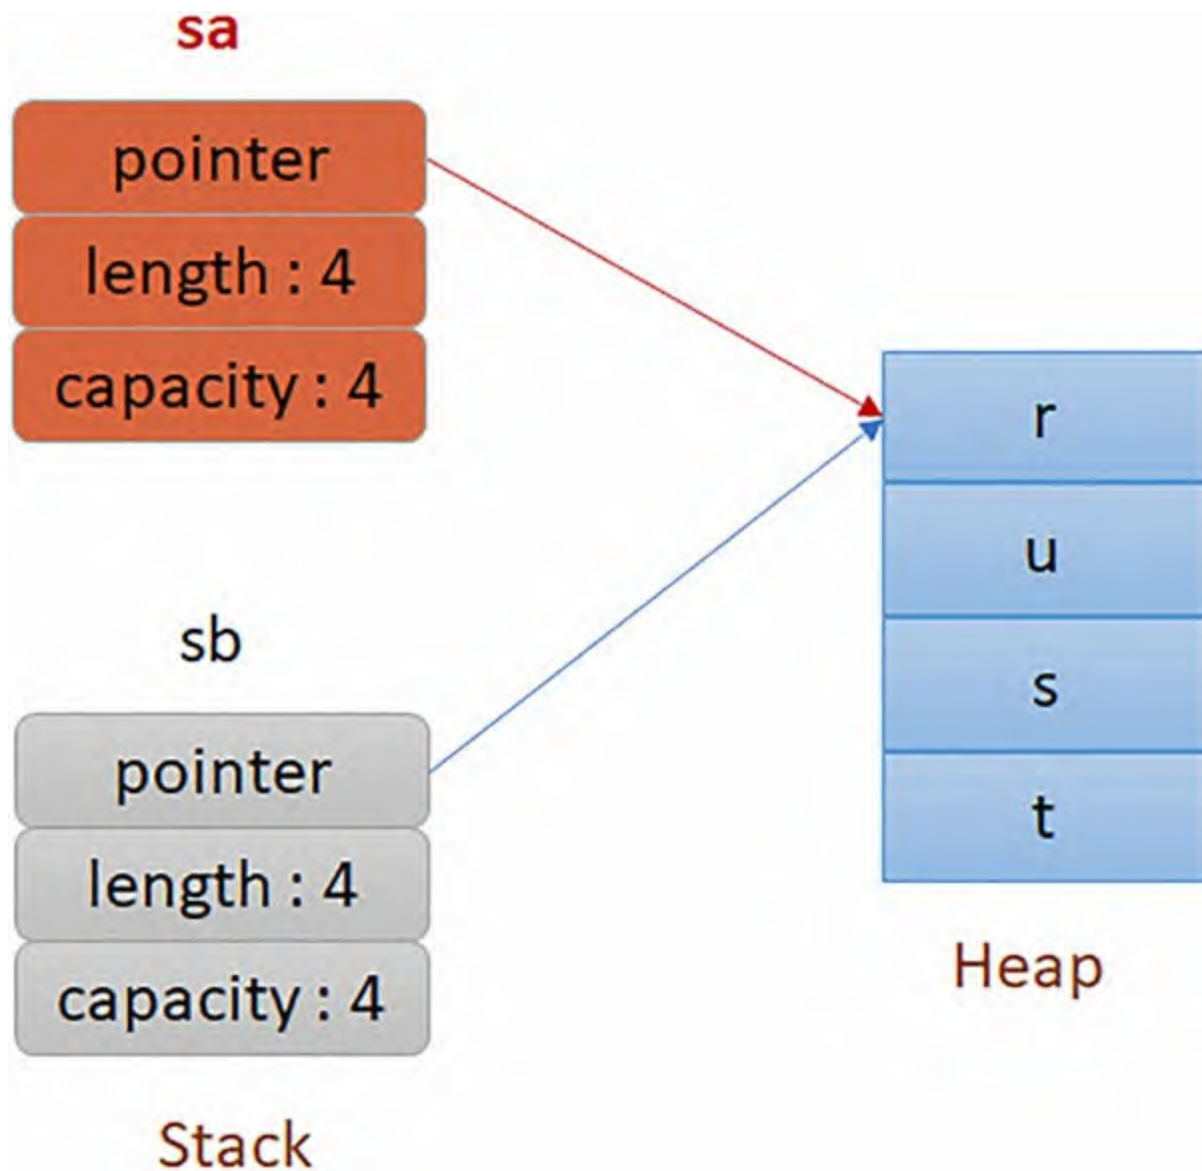 sa
pointer
length : 4
capacity : 4
sb
pointer
length : 4
capacity : 4
Stack
r
u
s
t
Heap